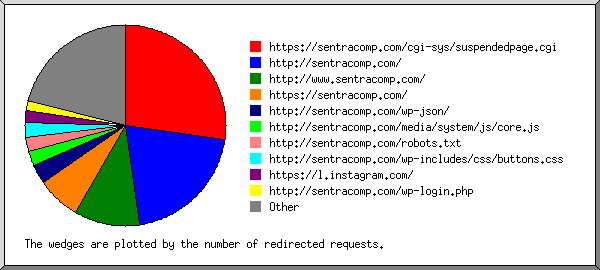 https://sentracomp.com/cgi-sys/suspendedpage.cgi
http://sentracomp.com/
http://www.sentracomp.com/
https://sentracomp.com/
http://sentracomp.com/wp-json/
http://sentracomp.com/media/system/js/core.js
http://sentracomp.com/robots.txt
http://sentracomp.com/wp-includes/css/buttons.css
https://l.instagram.com/
http://sentracomp.com/wp-login.php
Other
The wedges are plotted by the number of redirected requests.